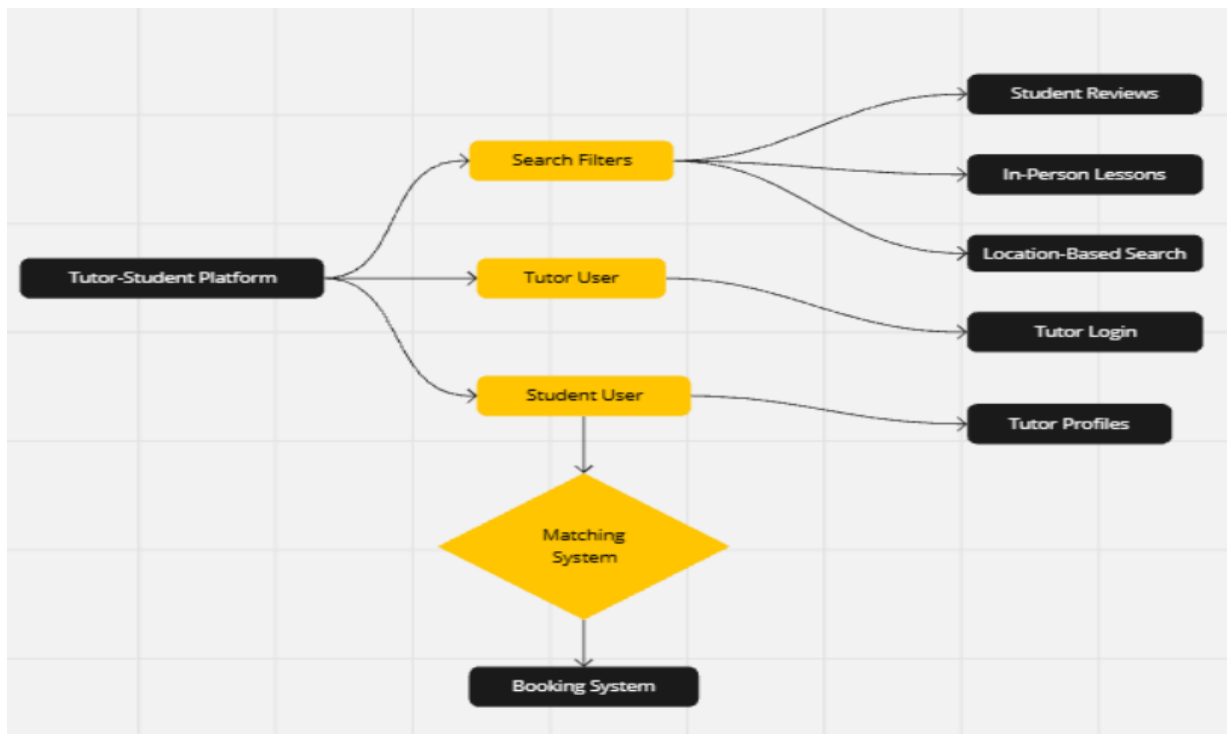 Student Reviews
Search Filters
In-Person Lessons
Location-Based Search
Tutor-Student Platform
Tutor User
Tutor Login
Student User
Tutor Profiles
Matching
System
Booking System